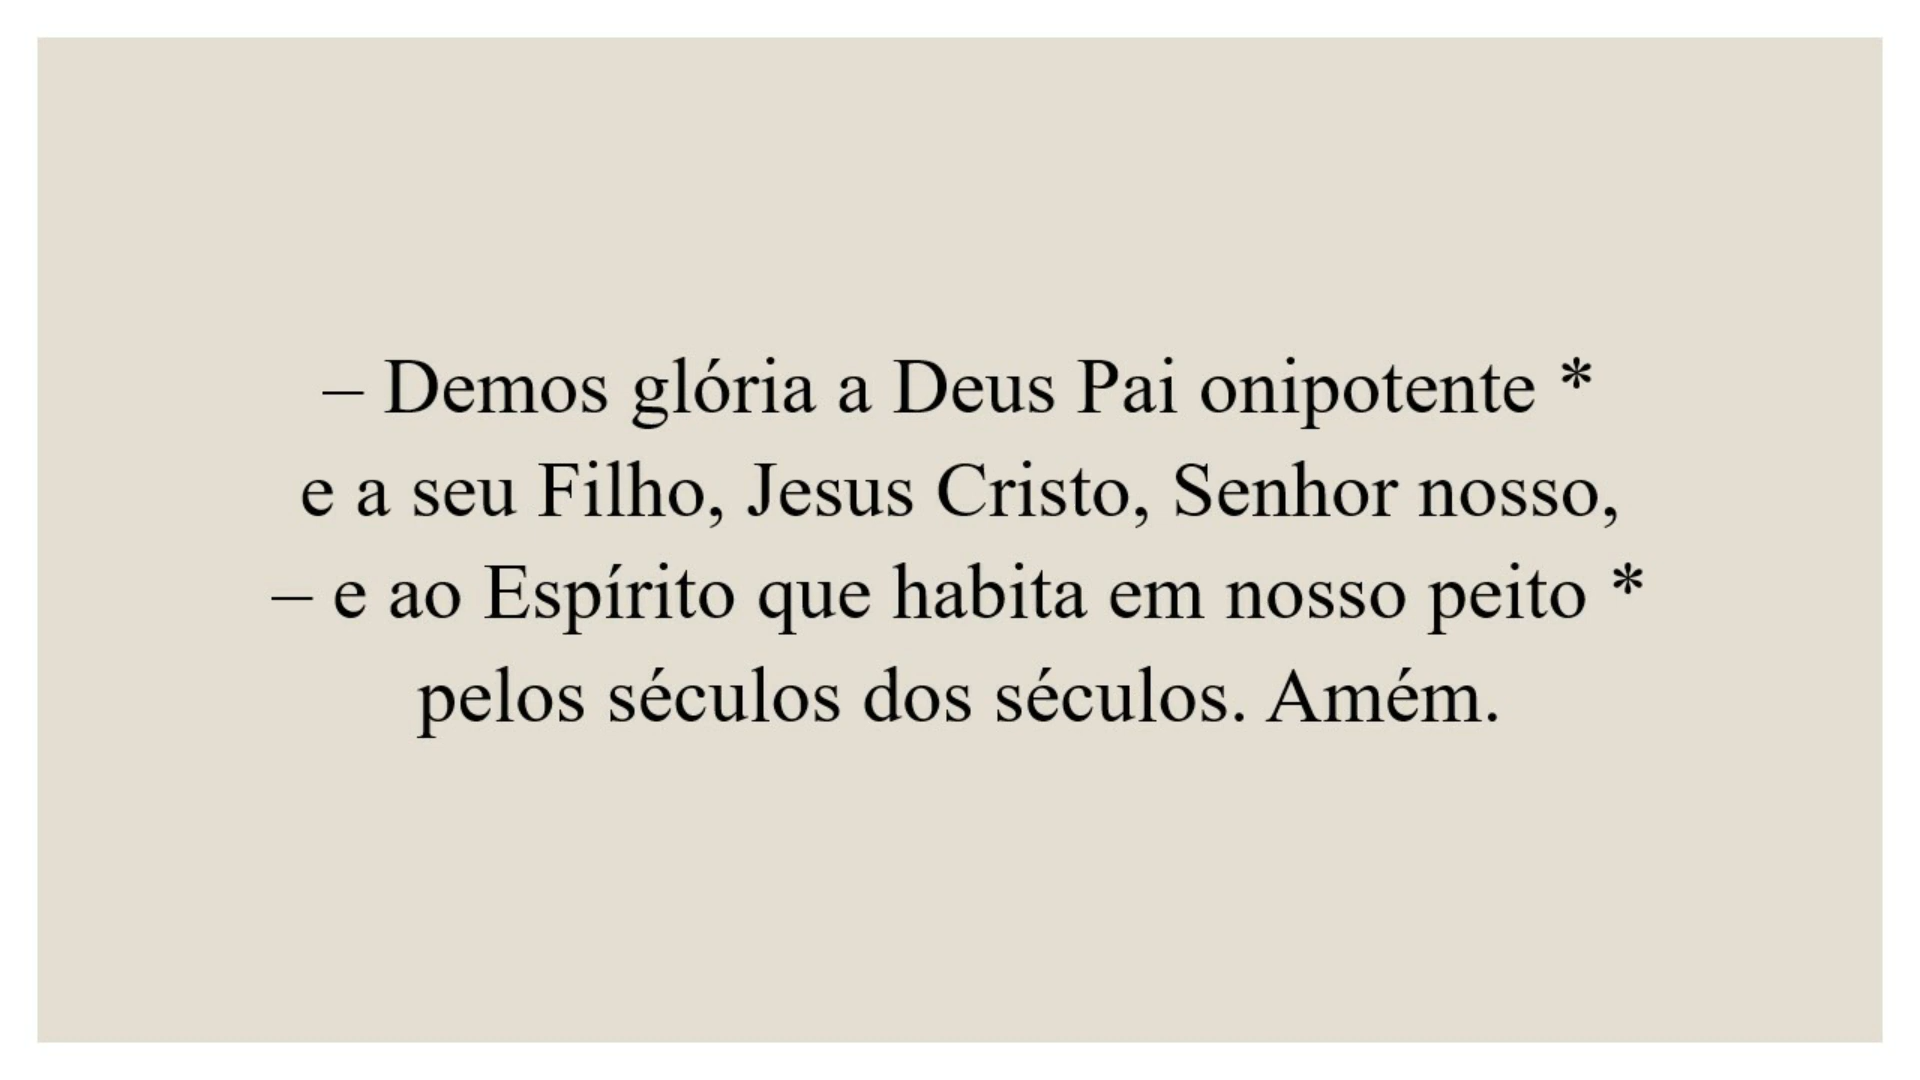 – Demos glória a Deus Pai onipotente *
e a seu Filho, Jesus Cristo, Senhor nosso,
– e ao Espírito que habita em nosso peito *
pelos séculos dos séculos. Amém.